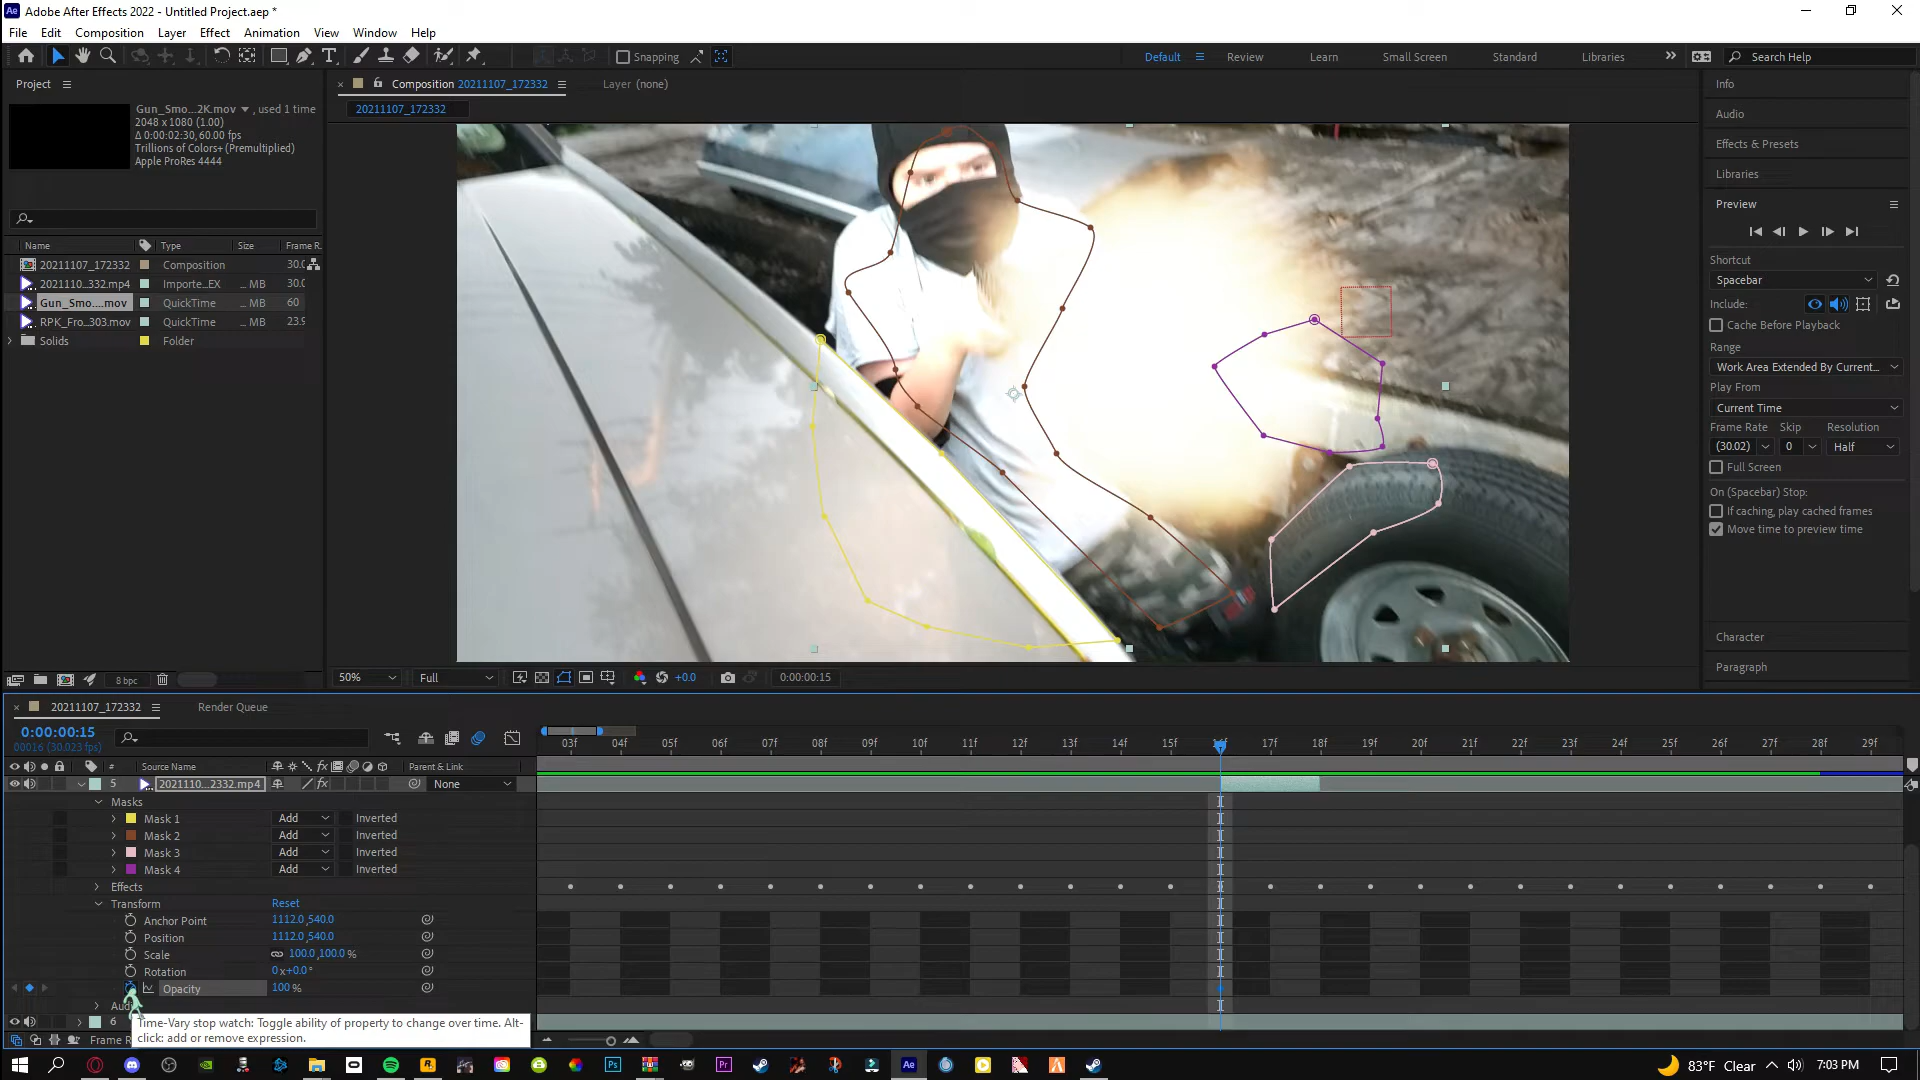 Ae Adobe After Effects 2022 - Untitled Project.aep *
File Edit Composition Layer Effect Animation View Window Help
T Snapping Default Review Learn Small Screen Standard Libraries Search Help
Project
Gun_Smo...2K.mov , used 1 time
2048 x 1080 (1.00)
Δ 0:00:02:30, 60.00 fps
Trillions of Colors+ (Premultiplied)
Apple ProRes 4444
Name Type Size Frame R.
20211107_172332 Composition 30.0
2021110...332.mp4 Importe...EX ... MB 30.0
Gun_Smo....mov QuickTime ... MB 60
RPK_Fro...303.mov QuickTime ... MB 23.9
Solids Folder
8 bpc
Composition 20211107_172332
Layer (none)
20211107_172332
50% Full +0.0 0:00:00:15
Info
Audio
Effects & Presets
Libraries
Preview
Shortcut
Spacebar
Include:
Cache Before Playback
Range
Work Area Extended By Current...
Play From
Current Time
Frame Rate Skip Resolution
(30.02) 0 Half
Full Screen
On (Spacebar) Stop:
If caching, play cached frames
Move time to preview time
Character
Paragraph
20211107_172332 Render Queue
0:00:00:15
00016 (30.023 fps)
03f 04f 05f 06f 07f 08f 09f 10f 11f 12f 13f 14f 15f 16f 17f 18f 19f 20f 21f 22f 23f 24f 25f 26f 27f 28f 29f
# Source Name fx Parent & Link
5 2021110...2332.mp4 fx None
Masks
Mask 1 Add Inverted
Mask 2 Add Inverted
Mask 3 Add Inverted
Mask 4 Add Inverted
Effects
Transform Reset
Anchor Point 1112.0,540.0
Position 1112.0,540.0
Scale 100.0,100.0%
Rotation 0x+0.0°
Opacity 100 %
6
Time-Vary stop watch: Toggle ability of property to change over time. Alt-
click: add or remove expression.
Frame R
Ps Pr Ae
83°F Clear 7:03 PM